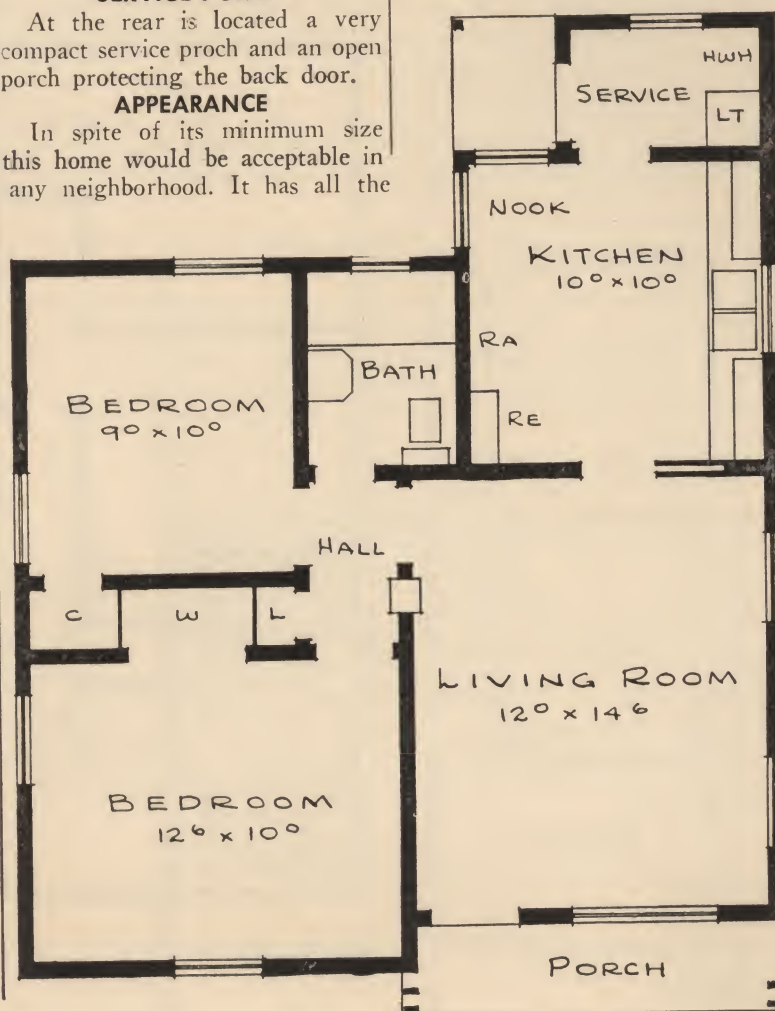 At the rear is located a very
compact service proch and an open
porch protecting the back door.
APPEARANCE
In spite of its minimum size
this home would be acceptable in
any neighborhood. It has all the
HWH
SERVICE
LT
NOOK
KITCHEN
10⁰ x 10⁰
RA
BATH
RE
BEDROOM
9⁰ x 10⁰
HALL
C
W
L
LIVING ROOM
12⁰ x 14⁶
BEDROOM
12⁶ x 10⁰
PORCH